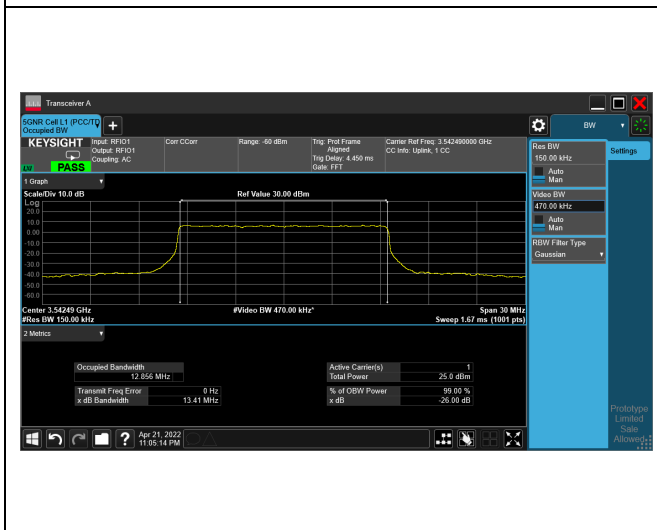 Transceiver A
5GNR Cell L1 (PCC/TD
Occupied BW
BW
KEYSIGHT
Input: RFIO1
Output: RFIO1
Coupling: AC
Corr CCorr
Range: -60 dBm
Trig: Prot Frame
Aligned
Trig Delay: 4.450 ms
Gate: FFT
Carrier Ref Freq: 3.542490000 GHz
CC Info: Uplink, 1 CC
PASS
Res BW
150.00 kHz
Auto
Man
Video BW
470.00 kHz
Auto
Man
RBW Filter Type
Gaussian
Settings
1 Graph
Scale/Div 10.0 dB
Ref Value 30.00 dBm
Log
20.0
10.0
0.00
-10.0
-20.0
-30.0
-40.0
-50.0
-60.0
Center 3.54249 GHz
#Video BW 470.00 kHz*
Span 30 MHz
#Res BW 150.00 kHz
Sweep 1.67 ms (1001 pts)
2 Metrics
Occupied Bandwidth
12.856 MHz
Active Carrier(s) 1
Total Power 25.0 dBm
Transmit Freq Error 0 Hz
x dB Bandwidth 13.41 MHz
% of OBW Power 99.00 %
x dB -26.00 dB
Apr 21, 2022
11:05:14 PM
Prototype
Limited
Sale
Allowed